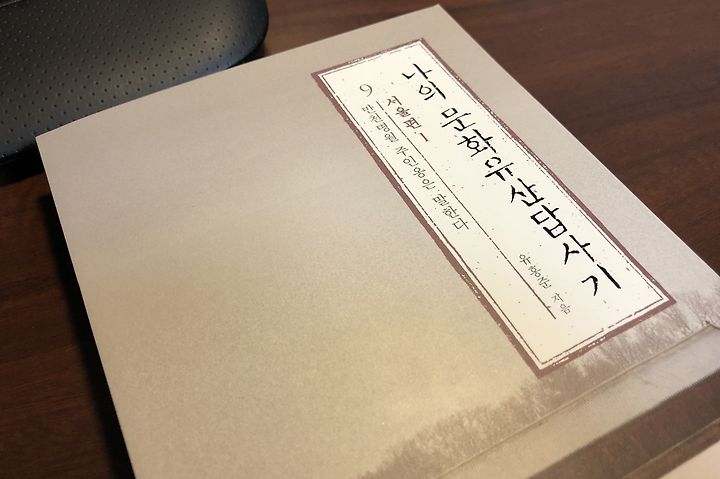 나의 문화유산답사기
서울편 1
9 만천명월 주인옹은 말한다
유홍준 지음